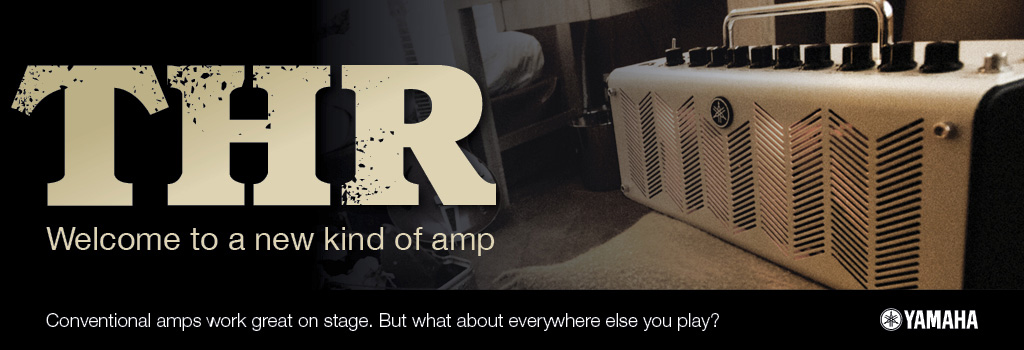 THR
Welcome to a new kind of amp
Conventional amps work great on stage. But what about everywhere else you play?
YAMAHA